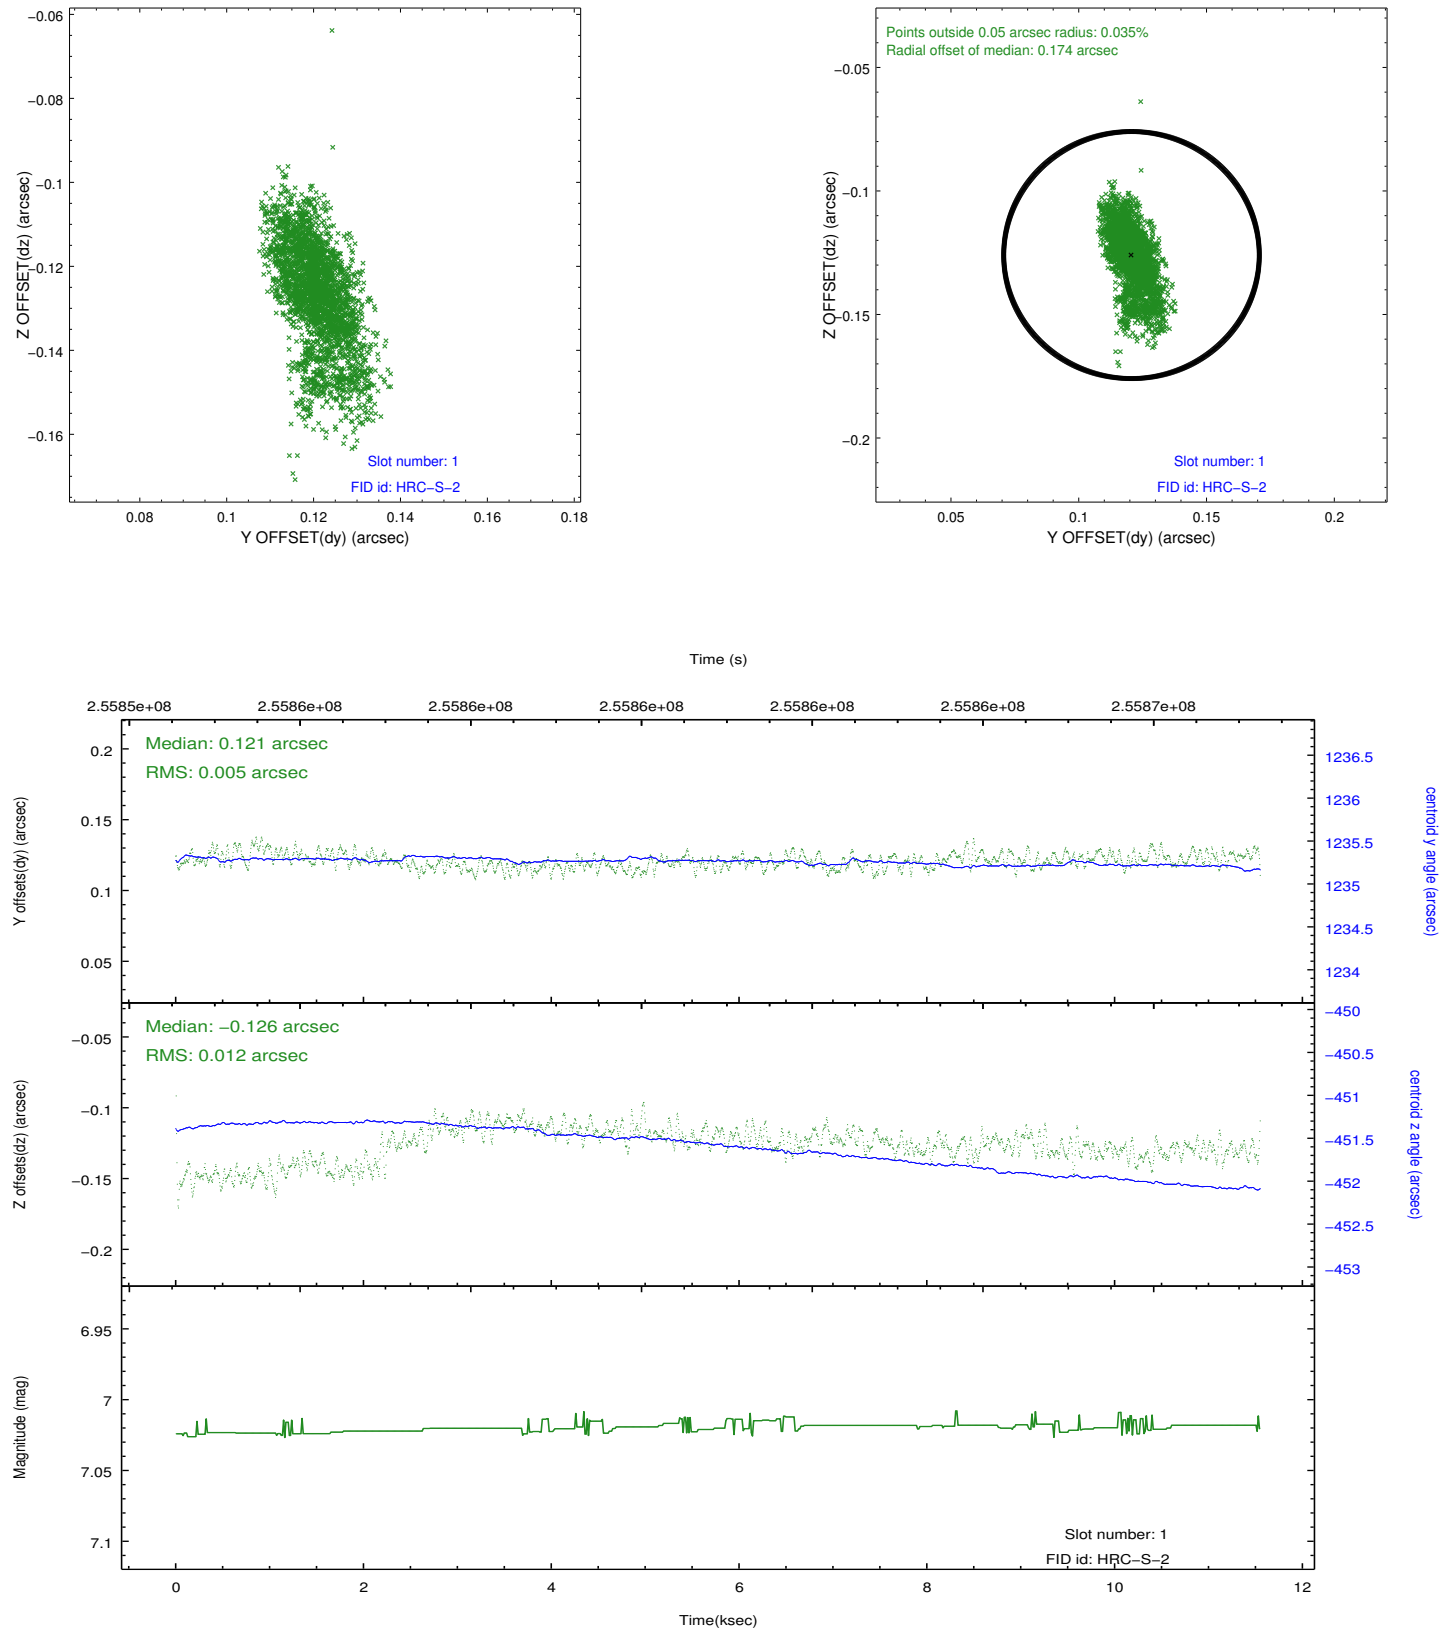 −0.06
−0.08
−0.1
−0.12
−0.14
−0.16
Z OFFSET(dz) (arcsec)
Slot number: 1
FID id: HRC−S−2
0.08 0.1 0.12 0.14 0.16 0.18
Y OFFSET(dy) (arcsec)
Points outside 0.05 arcsec radius: 0.035%
Radial offset of median: 0.174 arcsec
−0.05
−0.1
−0.15
−0.2
Z OFFSET(dz) (arcsec)
Slot number: 1
FID id: HRC−S−2
0.05 0.1 0.15 0.2
Y OFFSET(dy) (arcsec)
Time (s)
2.5585e+08 2.5586e+08 2.5586e+08 2.5586e+08 2.5586e+08 2.5586e+08 2.5587e+08
Median: 0.121 arcsec
RMS: 0.005 arcsec
0.2
0.15
0.1
0.05
Y offsets(dy) (arcsec)
1236.5
1236
1235.5
1235
1234.5
1234
centroid y angle (arcsec)
Median: −0.126 arcsec
RMS: 0.012 arcsec
−0.05
−0.1
−0.15
−0.2
Z offsets(dz) (arcsec)
−450
−450.5
−451
−451.5
−452
−452.5
−453
centroid z angle (arcsec)
6.95
7
7.05
7.1
Magnitude (mag)
Slot number: 1
FID id: HRC−S−2
0 2 4 6 8 10 12
Time(ksec)